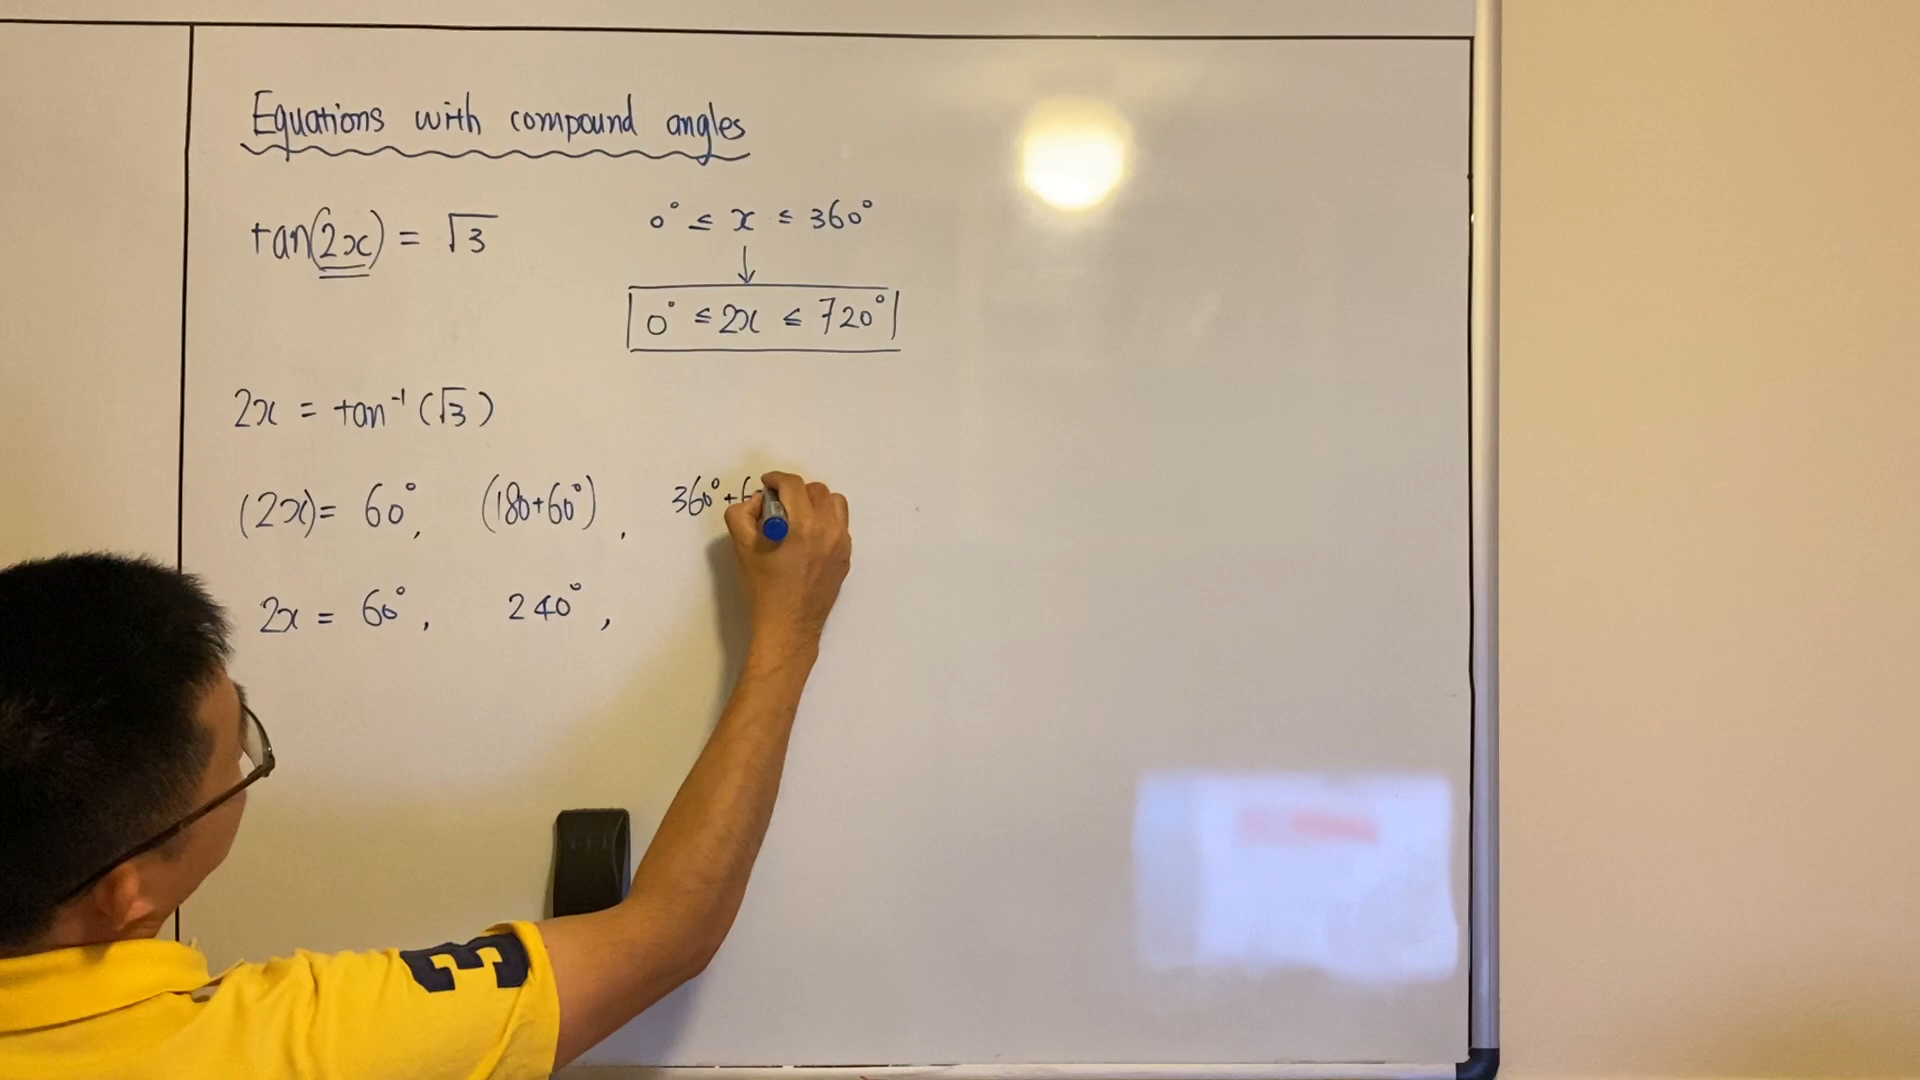 Equations with compound angles
tan(2x) = √3
0° ≤ x ≤ 360°
↓
0° ≤ 2x ≤ 720°
2x = tan⁻¹(√3)
(2x) = 60°, (180+60°), 360°+6
2x = 60°, 240°,